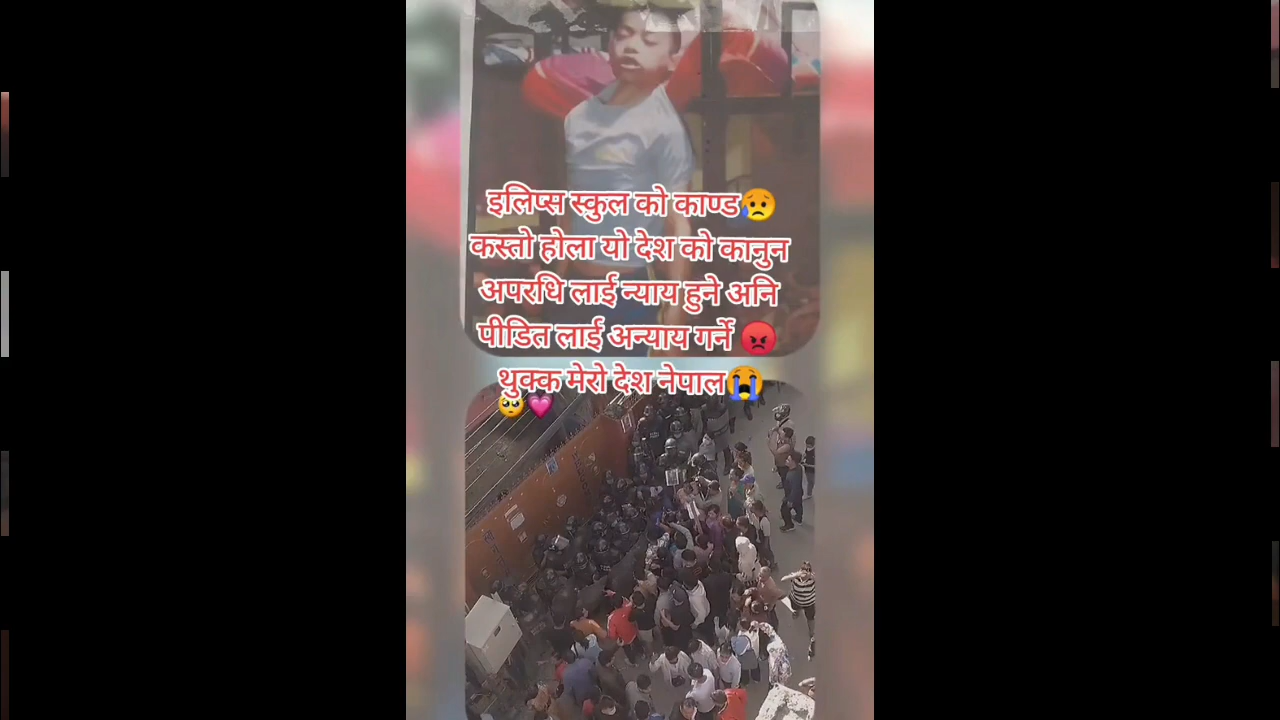 इलिप्स स्कुल को काण्ड😥
कस्तो होला यो देश को कानुन
अपरधि लाई न्याय हुने अनि
पीडित लाई अन्याय गर्ने 😡
थुक्क मेरो देश नेपाल😭
🥺💗